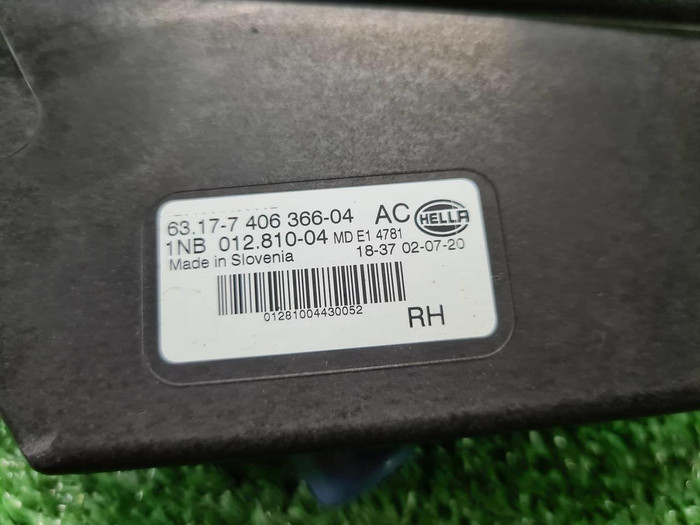 63.17-7 406 366-04 AC HELLA
1NB 012.810-04 MD E1 4781
Made in Slovenia 18-37 02-07-20
01281004430052
RH